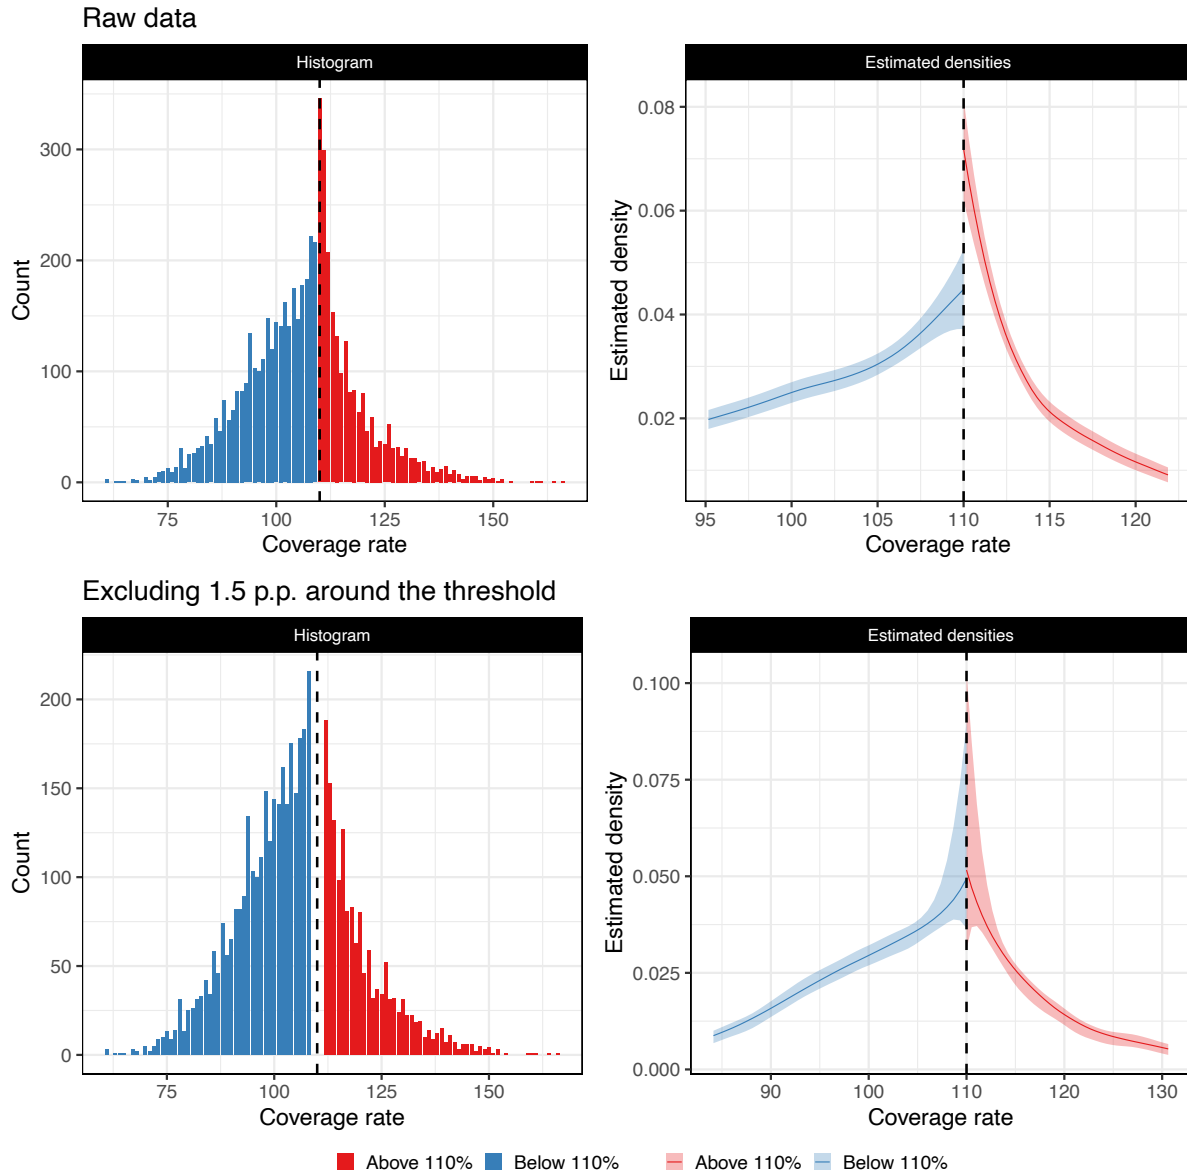 Raw data
Histogram
Estimated densities
Count
300
200
100
0
75 100 125 150
Coverage rate
Estimated density
0.08
0.06
0.04
0.02
95 100 105 110 115 120
Coverage rate
Excluding 1.5 p.p. around the threshold
Histogram
Estimated densities
Count
200
150
100
50
0
75 100 125 150
Coverage rate
Estimated density
0.100
0.075
0.050
0.025
0.000
90 100 110 120 130
Coverage rate
Above 110% Below 110% Above 110% Below 110%